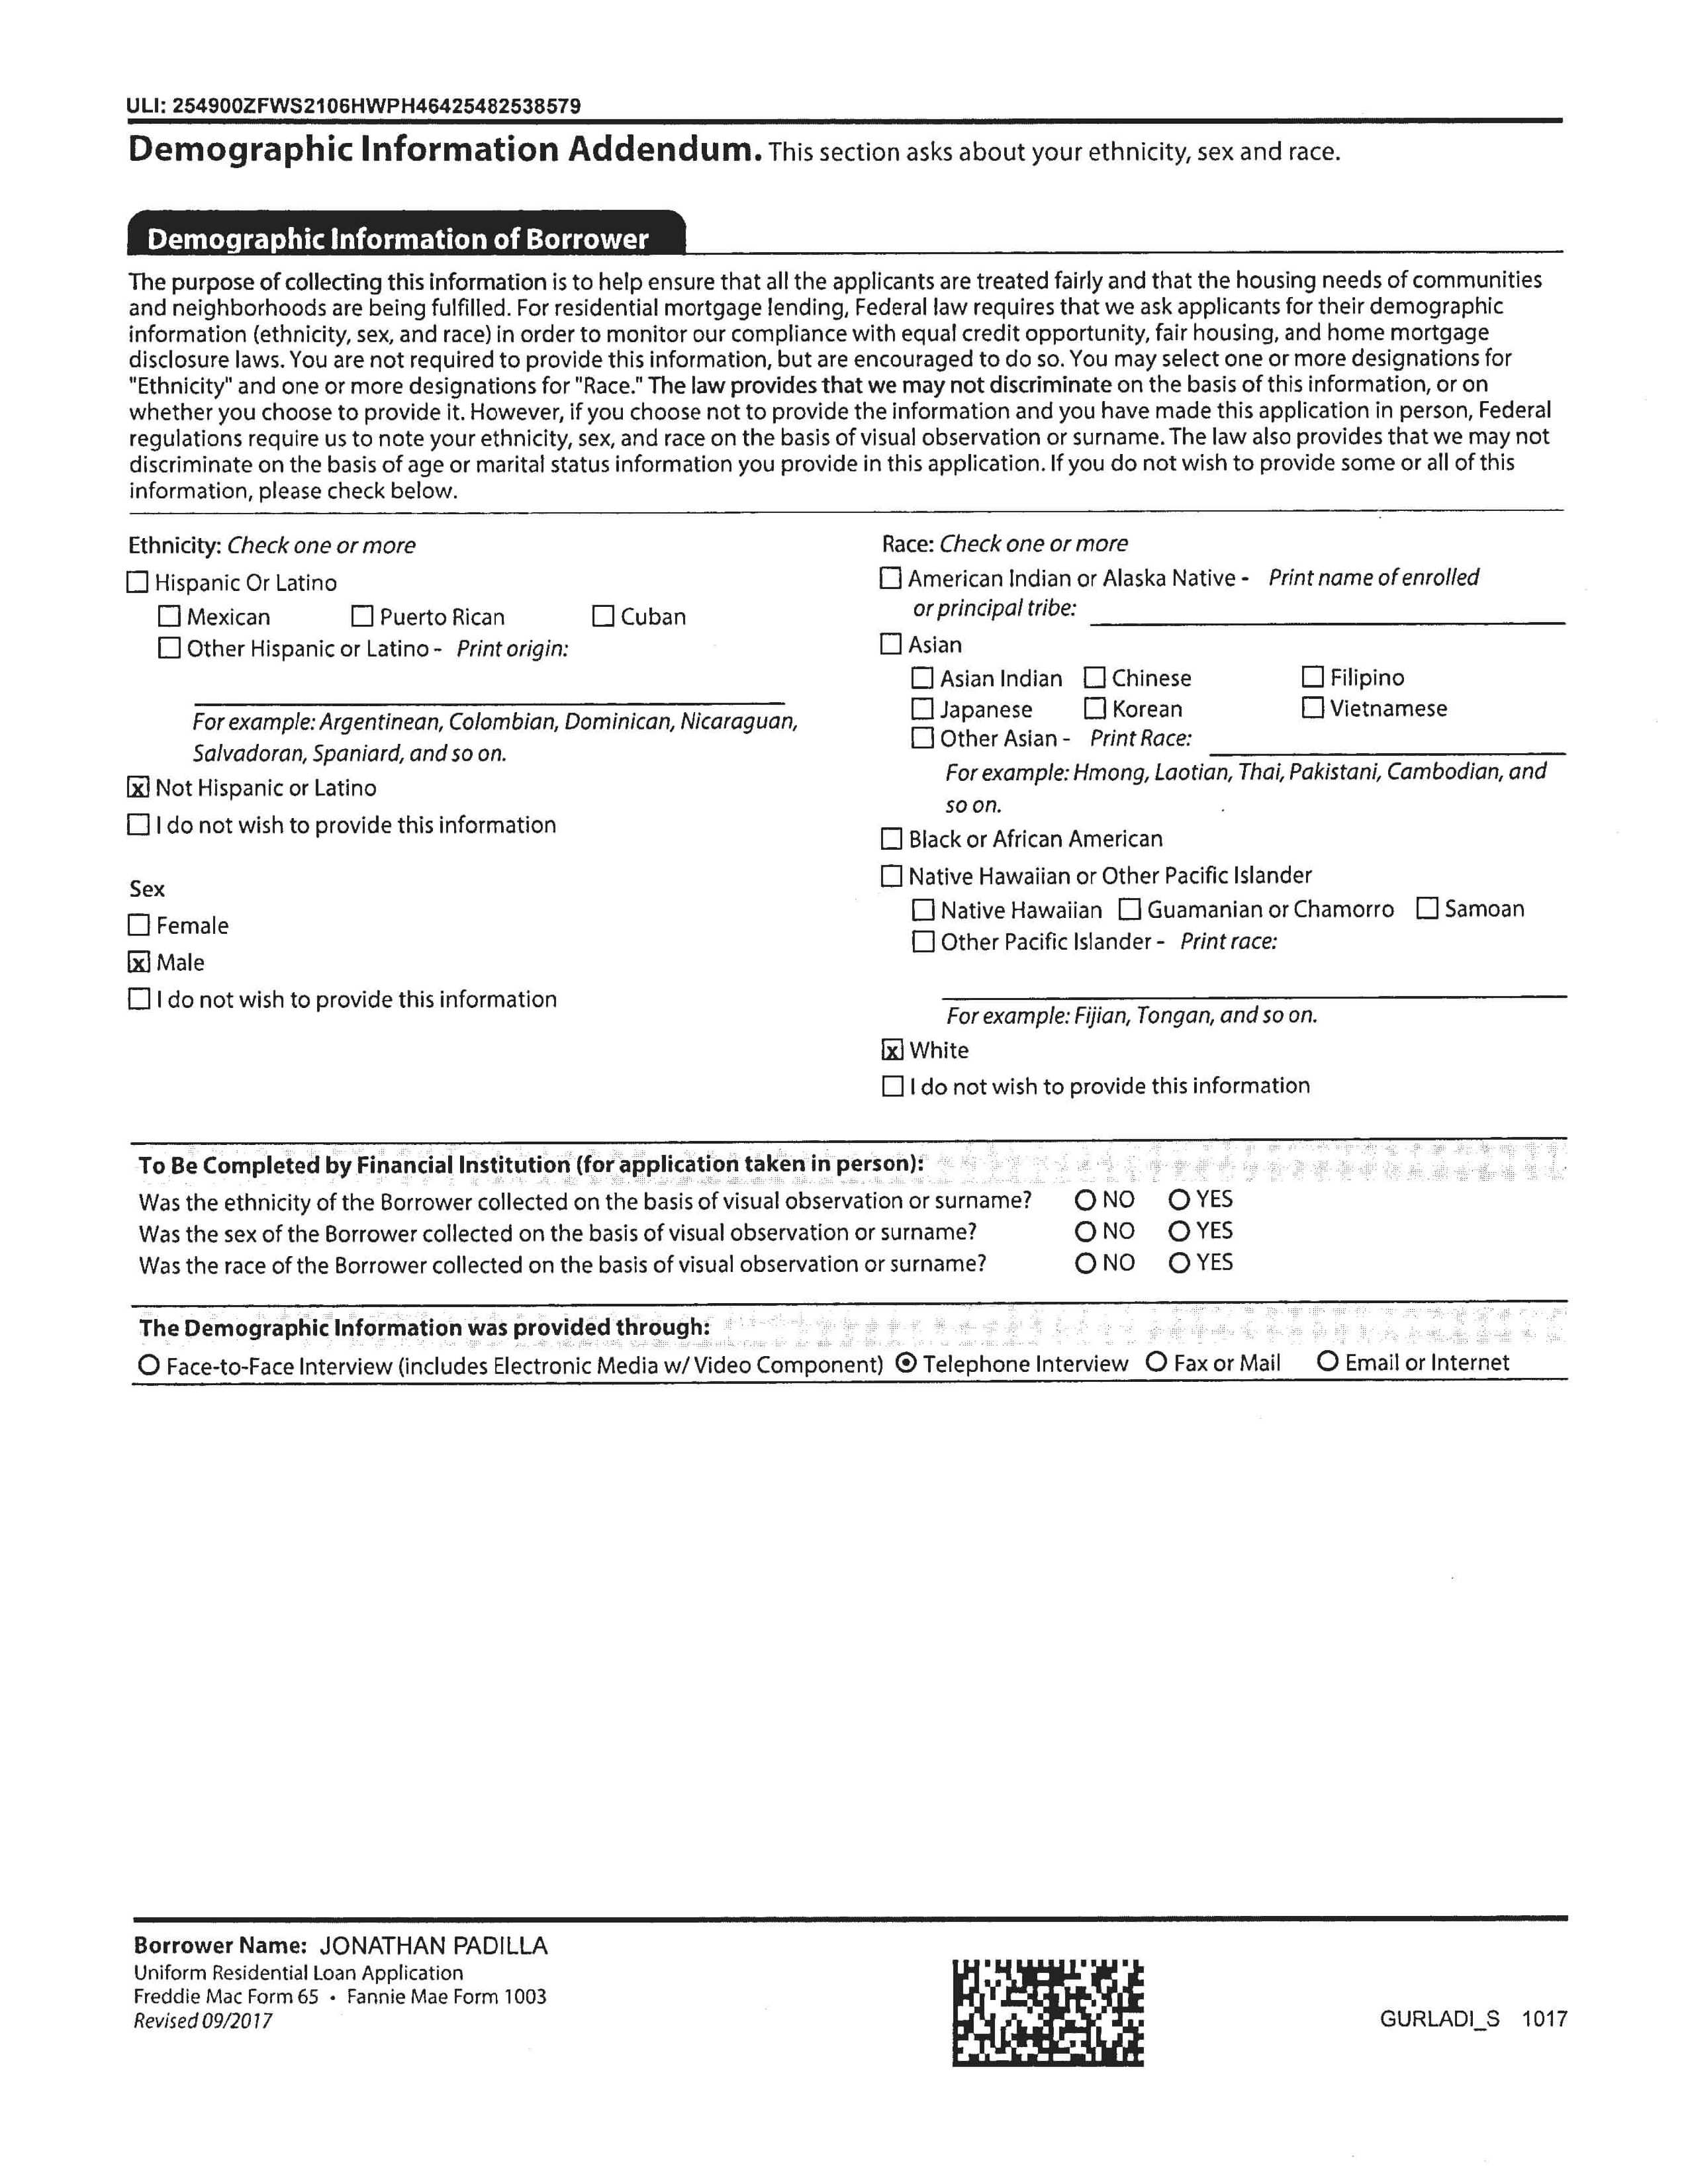 ULI: 254900ZFWS2106HWPH46425482538579
Demographic Information Addendum. This section asks about your ethnicity, sex and race.
Demographic Information of Borrower
The purpose of collecting this information is to help ensure that all the applicants are treated fairly and that the housing needs of communities
and neighborhoods are being fulfilled. For residential mortgage lending, Federal law requires that we ask applicants for their demographic
information (ethnicity, sex, and race) in order to monitor our compliance with equal credit opportunity, fair housing, and home mortgage
disclosure laws. You are not required to provide this information, but are encouraged to do so. You may select one or more designations for
"Ethnicity" and one or more designations for "Race." The law provides that we may not discriminate on the basis of this information, or on
whether you choose to provide it. However, if you choose not to provide the information and you have made this application in person, Federal
regulations require us to note your ethnicity, sex, and race on the basis of visual observation or surname. The law also provides that we may not
discriminate on the basis of age or marital status information you provide in this application. If you do not wish to provide some or all of this
information, please check below.
Ethnicity: Check one or more
☐ Hispanic Or Latino
☐ Mexican ☐ Puerto Rican ☐ Cuban
☐ Other Hispanic or Latino - Print origin:
For example: Argentinean, Colombian, Dominican, Nicaraguan,
Salvadoran, Spaniard, and so on.
☒ Not Hispanic or Latino
☐ I do not wish to provide this information
Sex
☐ Female
☒ Male
☐ I do not wish to provide this information
Race: Check one or more
☐ American Indian or Alaska Native - Print name of enrolled
or principal tribe:
☐ Asian
☐ Asian Indian ☐ Chinese ☐ Filipino
☐ Japanese ☐ Korean ☐ Vietnamese
☐ Other Asian - Print Race:
For example: Hmong, Laotian, Thai, Pakistani, Cambodian, and
so on.
☐ Black or African American
☐ Native Hawaiian or Other Pacific Islander
☐ Native Hawaiian ☐ Guamanian or Chamorro ☐ Samoan
☐ Other Pacific Islander - Print race:
For example: Fijian, Tongan, and so on.
☒ White
☐ I do not wish to provide this information
To Be Completed by Financial Institution (for application taken in person):
Was the ethnicity of the Borrower collected on the basis of visual observation or surname? ○ NO ○ YES
Was the sex of the Borrower collected on the basis of visual observation or surname? ○ NO ○ YES
Was the race of the Borrower collected on the basis of visual observation or surname? ○ NO ○ YES
The Demographic Information was provided through:
○ Face-to-Face Interview (includes Electronic Media w/ Video Component) ◉ Telephone Interview ○ Fax or Mail ○ Email or Internet
Borrower Name: JONATHAN PADILLA
Uniform Residential Loan Application
Freddie Mac Form 65 • Fannie Mae Form 1003
Revised 09/2017
GURLADI_S 1017